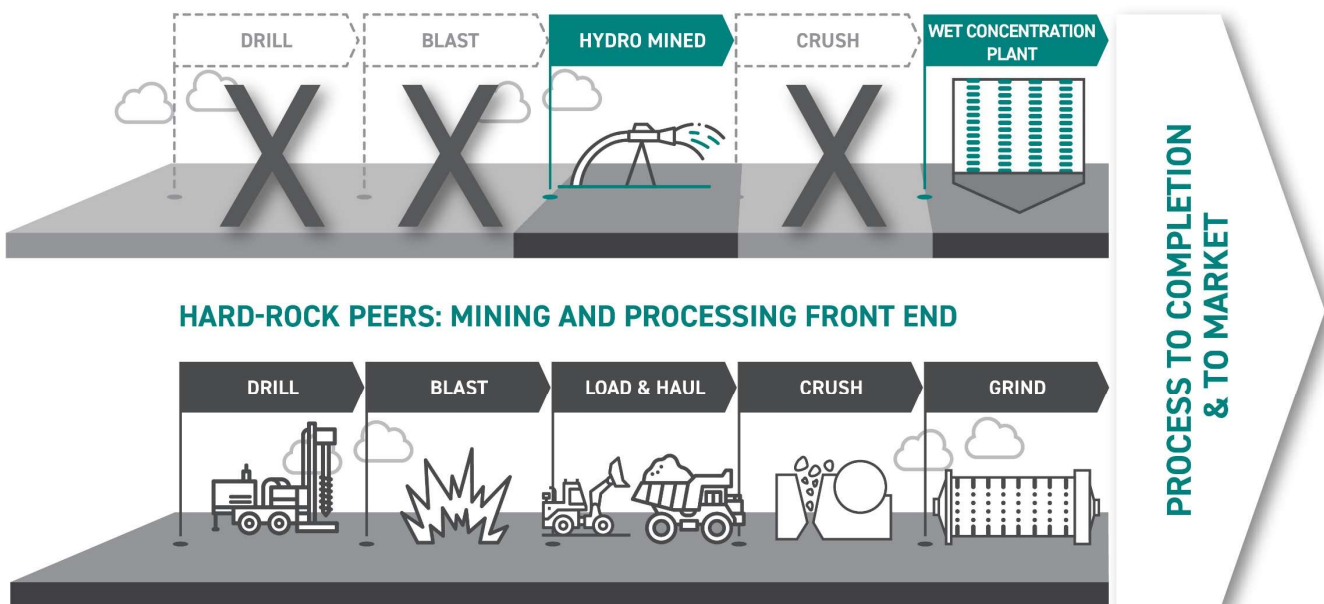 DRILL
BLAST
HYDRO MINED
CRUSH
WET CONCENTRATION
PLANT
HARD-ROCK PEERS: MINING AND PROCESSING FRONT END
DRILL
BLAST
LOAD & HAUL
CRUSH
GRIND
PROCESS TO COMPLETION
& TO MARKET